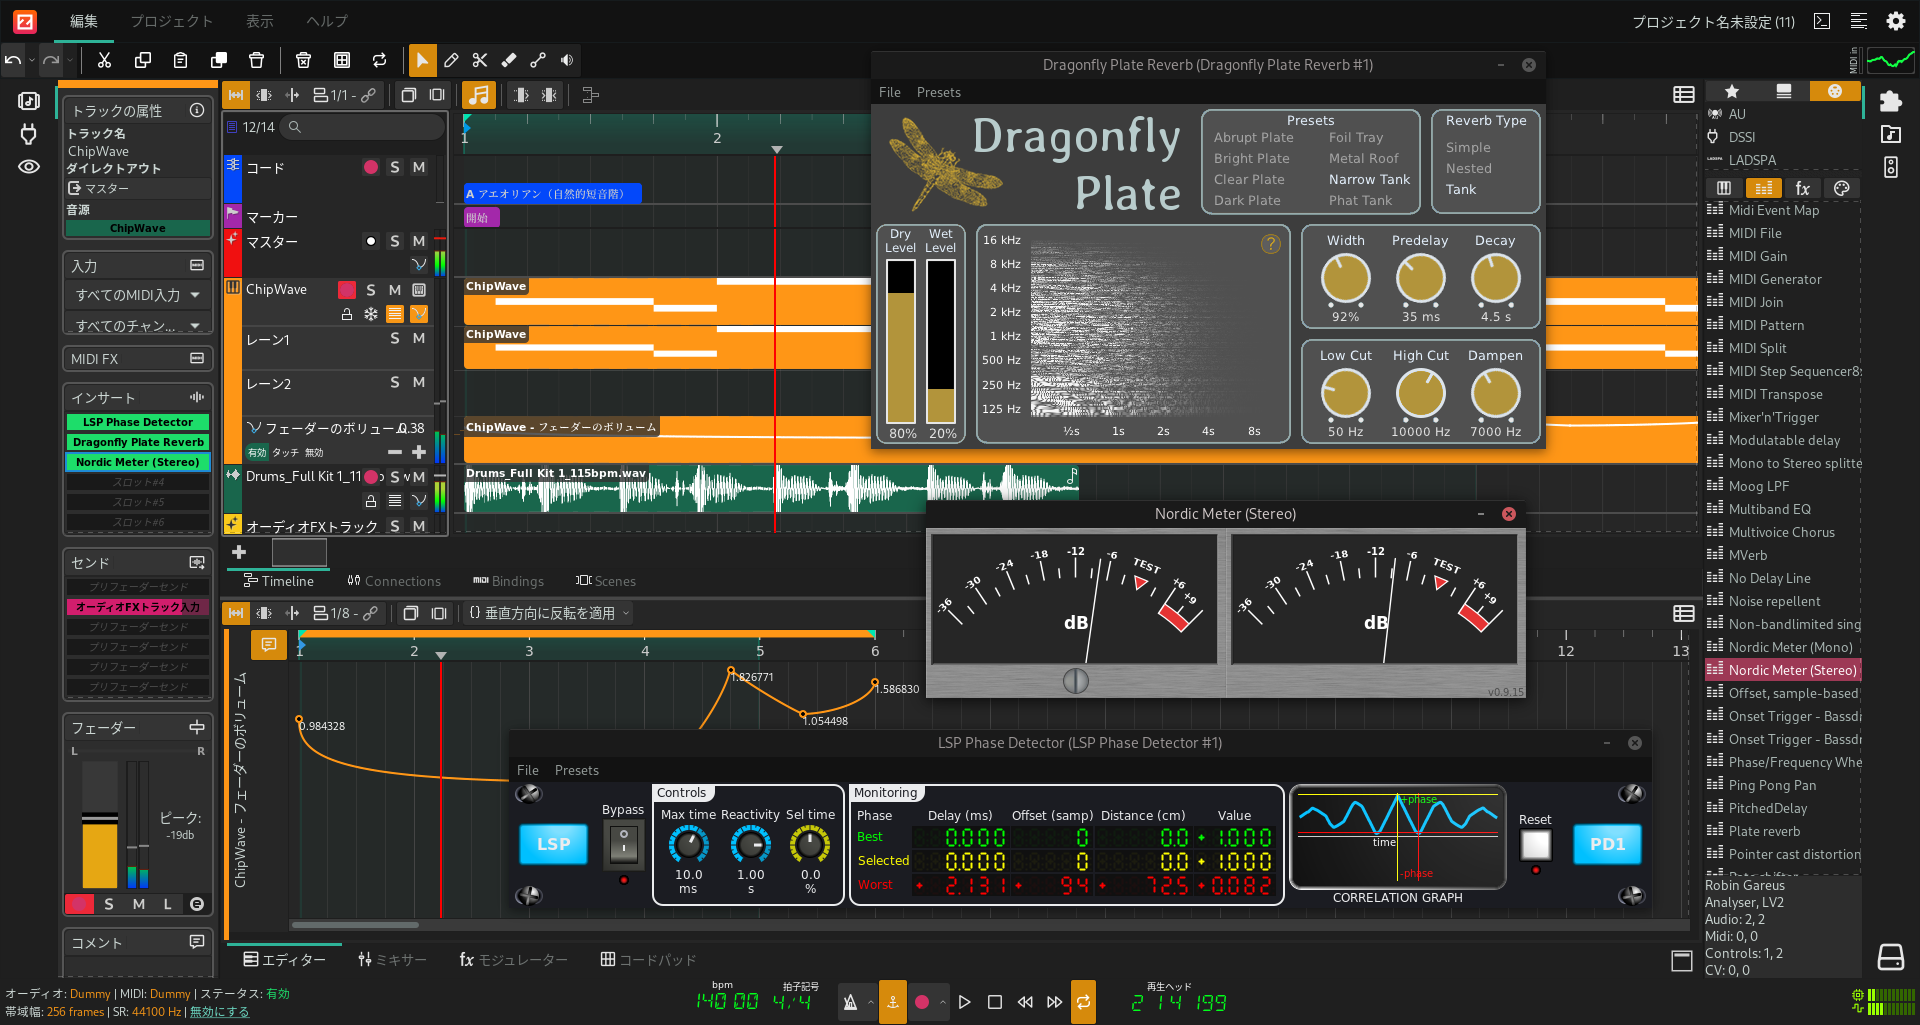 編集 プロジェクト 表示 ヘルプ
プロジェクト名未設定 (11)
MIDI in
トラックの属性
トラック名
ChipWave
ダイレクトアウト
マスター
音源
ChipWave
入力
すべてのMIDI入力
すべてのチャン...
MIDI FX
インサート
LSP Phase Detector
Dragonfly Plate Reverb
Nordic Meter (Stereo)
スロット#4
スロット#5
スロット#6
センド
プリフェーダーセンド
オーディオFXトラック入力
プリフェーダーセンド
プリフェーダーセンド
プリフェーダーセンド
プリフェーダーセンド
フェーダー
L R
ピーク:
-19db
S M L
コメント
1/1 -
12/14
コード S M
マーカー
マスター S M
ChipWave S M
レーン1 S M
レーン2 S M
フェーダーのボリューム 0.38
有効 タッチ 無効
Drums_Full Kit 1_11 S M
オーディオFXトラック S M
1 2
A アエオリアン（自然的短音階）
開始
ChipWave
ChipWave
ChipWave - フェーダーのボリューム
Drums_Full Kit 1_115bpm.wav
Timeline Connections Bindings Scenes
1/8 - 垂直方向に反転を適用
1 2 3 4 5 6 12 13
ChipWave - フェーダーのボリューム
0.984328
1.826771
1.054498
1.586830
Dragonfly Plate Reverb (Dragonfly Plate Reverb #1)
File Presets
Dragonfly
Plate
Presets
Abrupt Plate Foil Tray
Bright Plate Metal Roof
Clear Plate Narrow Tank
Dark Plate Phat Tank
Reverb Type
Simple
Nested
Tank
Dry Level Wet Level
80% 20%
16 kHz
8 kHz
4 kHz
2 kHz
1 kHz
500 Hz
250 Hz
125 Hz
½s 1s 2s 4s 8s
?
Width Predelay Decay
92% 35 ms 4.5 s
Low Cut High Cut Dampen
50 Hz 10000 Hz 7000 Hz
Nordic Meter (Stereo)
-36 -30 -24 -18 -12 -6 TEST +6 +9
dB
-36 -30 -24 -18 -12 -6 TEST +6 +9
dB
v0.9.15
LSP Phase Detector (LSP Phase Detector #1)
File Presets
LSP
Bypass
Controls
Max time Reactivity Sel time
10.0 1.00 0.0
ms s %
Monitoring
Phase Delay (ms) Offset (samp) Distance (cm) Value
Best 0.000 0 0.0 + 1.000
Selected 0.000 0 0.0 + 1.000
Worst + 2.131 + 94 + 72.5 + 0.082
+phase
time
-phase
CORRELATION GRAPH
Reset
PD1
AU
DSSI
LADSPA
fx
Midi Event Map
MIDI File
MIDI Gain
MIDI Generator
MIDI Join
MIDI Pattern
MIDI Split
MIDI Step Sequencer8
MIDI Transpose
Mixer'n'Trigger
Modulatable delay
Mono to Stereo splitte
Moog LPF
Multiband EQ
Multivoice Chorus
MVerb
No Delay Line
Noise repellent
Non-bandlimited sing
Nordic Meter (Mono)
Nordic Meter (Stereo)
Offset, sample-based
Onset Trigger - Bassd
Onset Trigger - Bassd
Phase/Frequency Whe
Ping Pong Pan
PitchedDelay
Plate reverb
Pointer cast distortion
Robin Gareus
Analyser, LV2
Audio: 2, 2
Midi: 0, 0
Controls: 1, 2
CV: 0, 0
エディター ミキサー fx モジュレーター コードパッド
オーディオ: Dummy | MIDI: Dummy | ステータス: 有効
帯域幅: 256 frames | SR: 44100 Hz | 無効にする
bpm
140.00
拍子記号
4/4
再生ヘッド
2 1 4 199